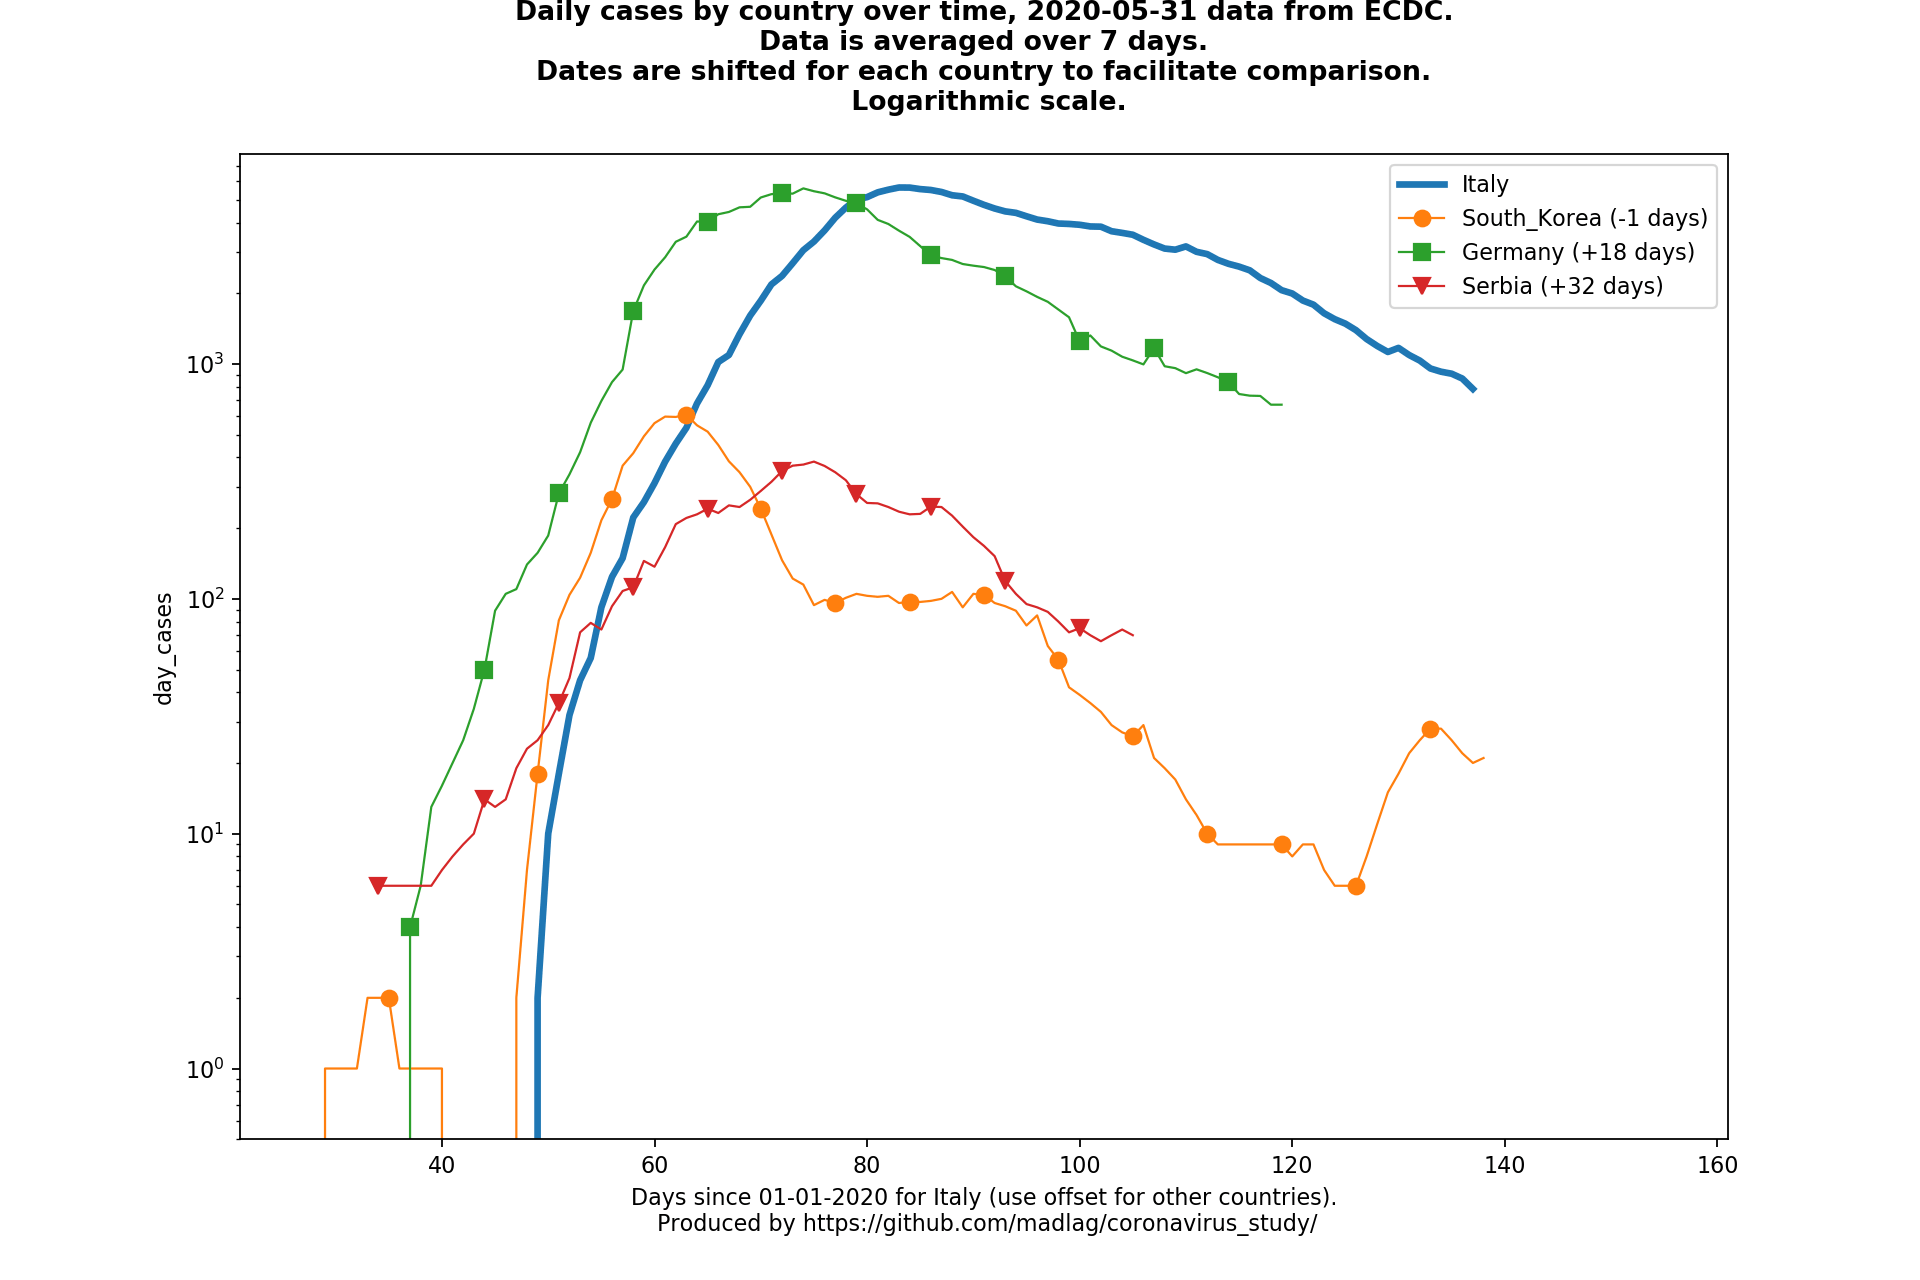 Daily cases by country over time, 2020-05-31 data from ECDC.
Data is averaged over 7 days.
Dates are shifted for each country to facilitate comparison.
Logarithmic scale.
Italy
South_Korea (-1 days)
Germany (+18 days)
Serbia (+32 days)
day_cases
10³
10²
10¹
10⁰
40 60 80 100 120 140 160
Days since 01-01-2020 for Italy (use offset for other countries).
Produced by https://github.com/madlag/coronavirus_study/